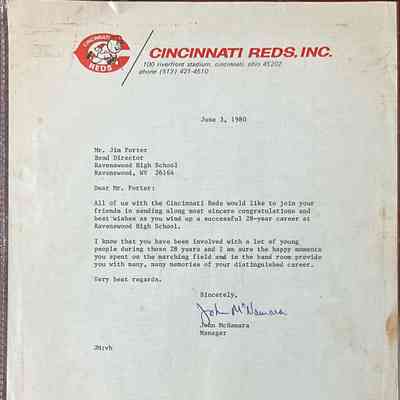 CINCINNATI
REDS
CINCINNATI REDS, INC.
100 riverfront stadium, cincinnati, ohio 45202
phone (513) 421-4510
June 3, 1980
Mr. Jim Porter
Bend Director
Ravenswood High School
Ravenswood, WV 26164
Dear Mr. Porter:
All of us with the Cincinnati Reds would like to join your
friends in sending along most sincere congratulations and
best wishes as you wind up a successful 28-year career at
Ravenswood High School.
I know that you have been involved with a lot of young
people during those 28 years and I am sure the happy moments
you spent on the marching field and in the band room provide
you with many, many memories of your distinguished career.
Very best regards.
Sincerely,
John McNamara
John McNamara
Manager
JM:vh